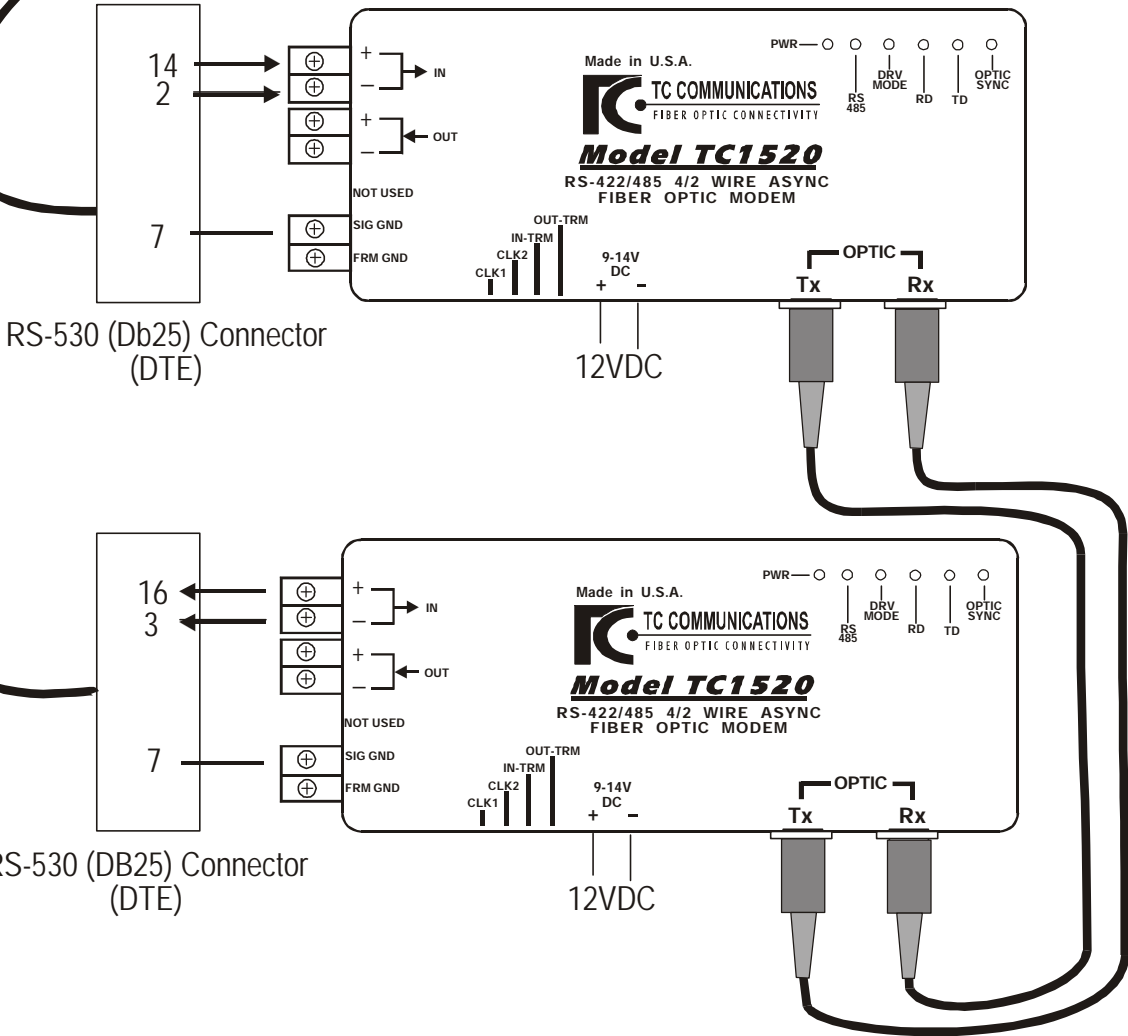 14
2
7
+
−
IN
+
−
OUT
NOT USED
SIG GND
FRM GND
Made in U.S.A.
TC COMMUNICATIONS
FIBER OPTIC CONNECTIVITY
Model TC1520
RS-422/485 4/2 WIRE ASYNC
FIBER OPTIC MODEM
PWR
RS
485
DRV
MODE
RD
TD
OPTIC
SYNC
CLK1
CLK2
IN-TRM
OUT-TRM
9-14V
DC
+ −
12VDC
OPTIC
Tx Rx
RS-530 (Db25) Connector
(DTE)
16
3
7
+
−
IN
+
−
OUT
NOT USED
SIG GND
FRM GND
Made in U.S.A.
TC COMMUNICATIONS
FIBER OPTIC CONNECTIVITY
Model TC1520
RS-422/485 4/2 WIRE ASYNC
FIBER OPTIC MODEM
PWR
RS
485
DRV
MODE
RD
TD
OPTIC
SYNC
CLK1
CLK2
IN-TRM
OUT-TRM
9-14V
DC
+ −
12VDC
OPTIC
Tx Rx
RS-530 (DB25) Connector
(DTE)